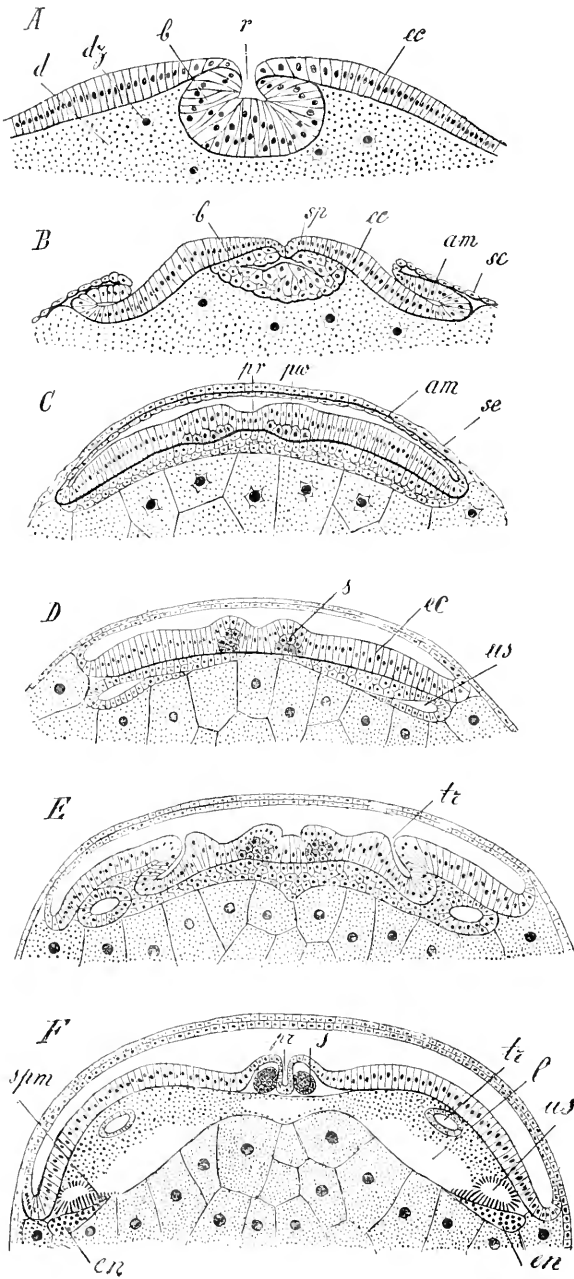 A r
d dz b ec
B b sp ec am sc
C pr pw am se
D s ec us
E tr
F pr s tr l us
spm
en en